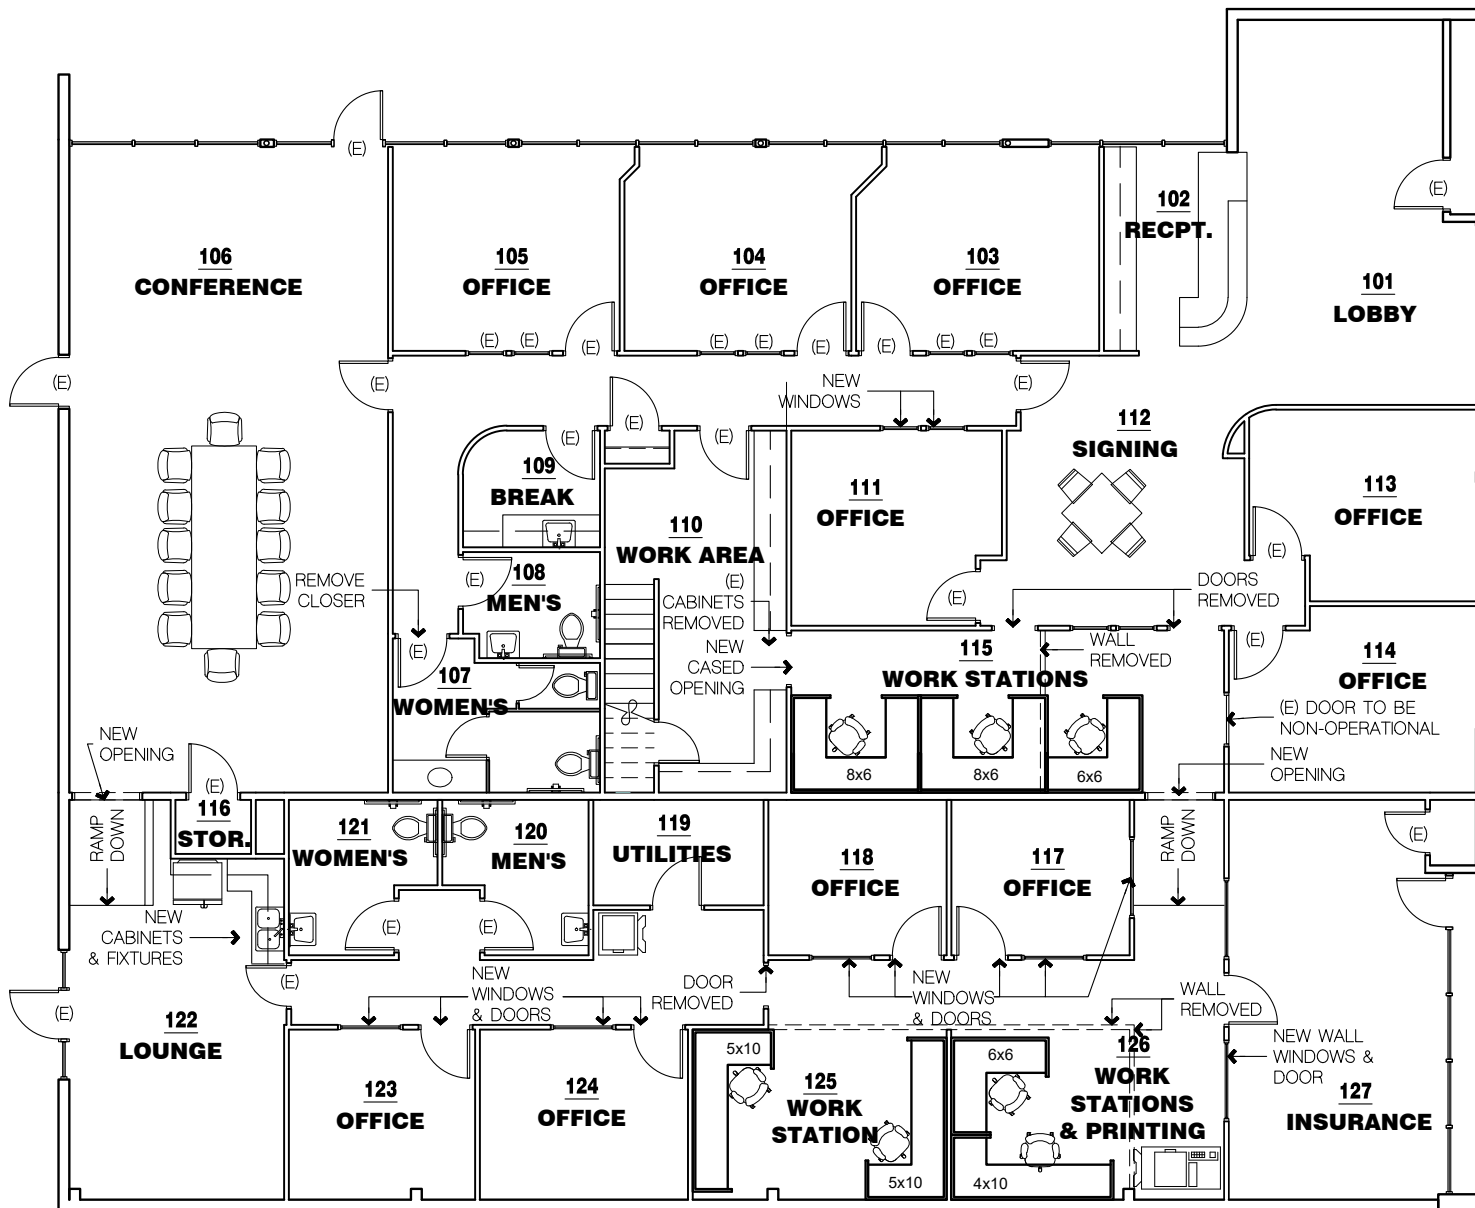 (E)
(E)
102
RECPT.
106
CONFERENCE
105
OFFICE
104
OFFICE
103
OFFICE
101
LOBBY
(E)
(E)
(E)
(E)
(E)
(E)
(E)
(E)
(E)
(E)
(E)
(E)
(E)
NEW
WINDOWS
112
SIGNING
(E)
(E)
(E)
109
BREAK
111
OFFICE
113
OFFICE
110
WORK AREA
(E)
REMOVE
CLOSER
(E)
108
MEN'S
(E)
CABINETS
REMOVED
(E)
DOORS
REMOVED
NEW
CASED
OPENING
115
WORK STATIONS
WALL
REMOVED
(E)
114
OFFICE
(E)
107
WOMEN'S
(E) DOOR TO BE
NON-OPERATIONAL
NEW
OPENING
NEW
OPENING
8x6
8x6
6x6
(E)
116
STOR.
RAMP
DOWN
121
WOMEN'S
120
MEN'S
119
UTILITIES
118
OFFICE
117
OFFICE
RAMP
DOWN
(E)
NEW
CABINETS
& FIXTURES
(E)
(E)
(E)
NEW
WINDOWS
& DOORS
DOOR
REMOVED
NEW
WINDOWS
& DOORS
WALL
REMOVED
(E)
122
LOUNGE
5x10
6x6
126
WORK
STATIONS
& PRINTING
NEW WALL
WINDOWS &
DOOR
123
OFFICE
124
OFFICE
125
WORK
STATION
127
INSURANCE
5x10
4x10